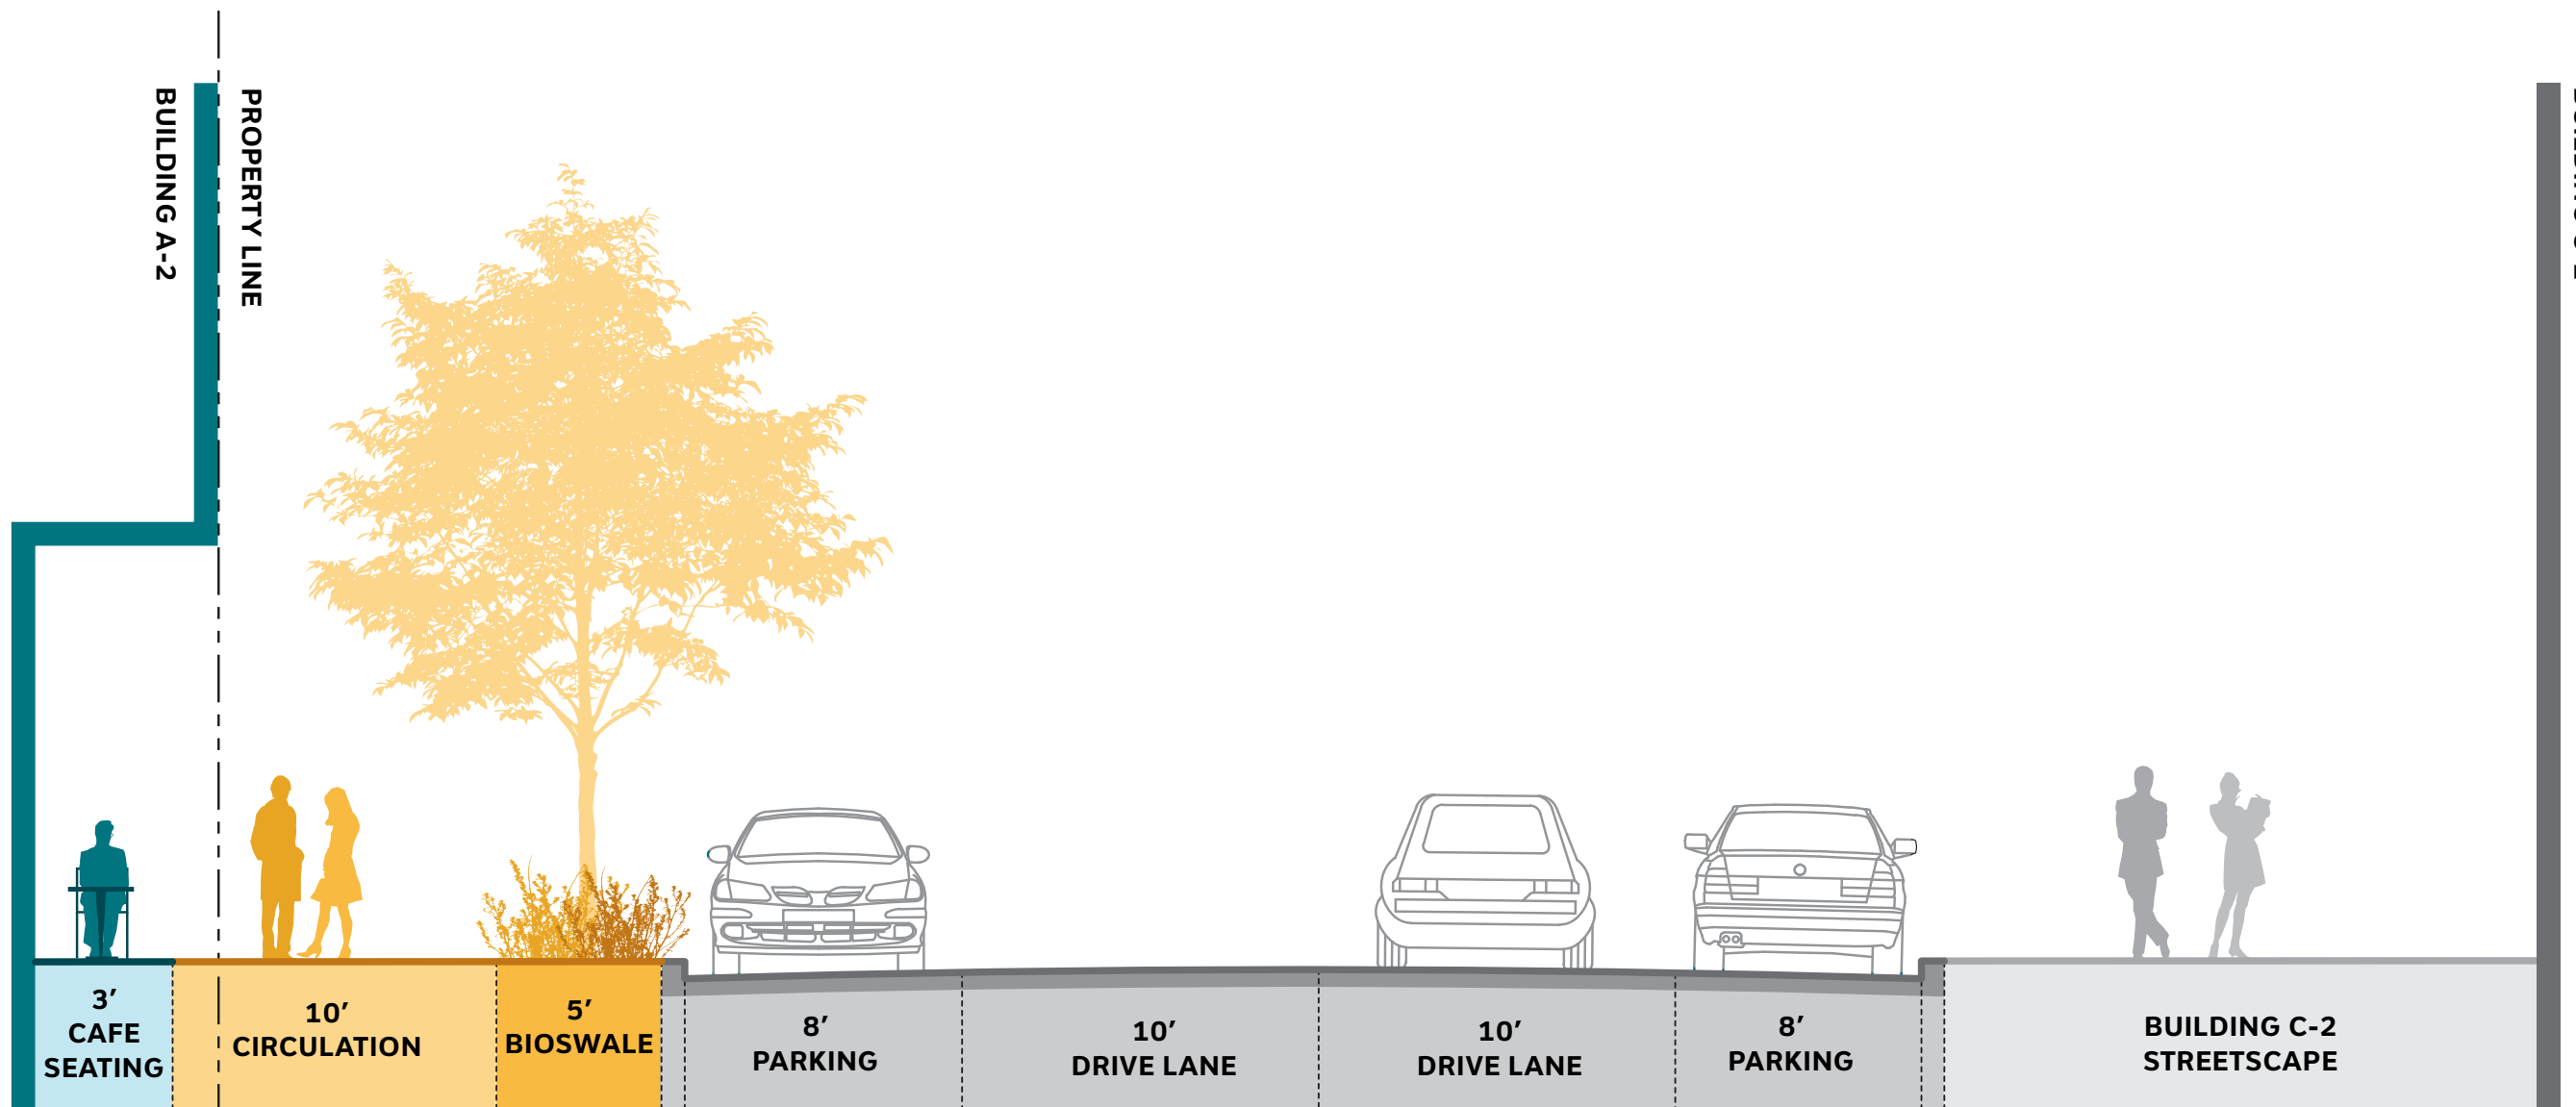 BUILDING A-2
PROPERTY LINE
3’
CAFE
SEATING
10’
CIRCULATION
5’
BIOSWALE
8’
PARKING
10’
DRIVE LANE
10’
DRIVE LANE
8’
PARKING
BUILDING C-2
STREETSCAPE